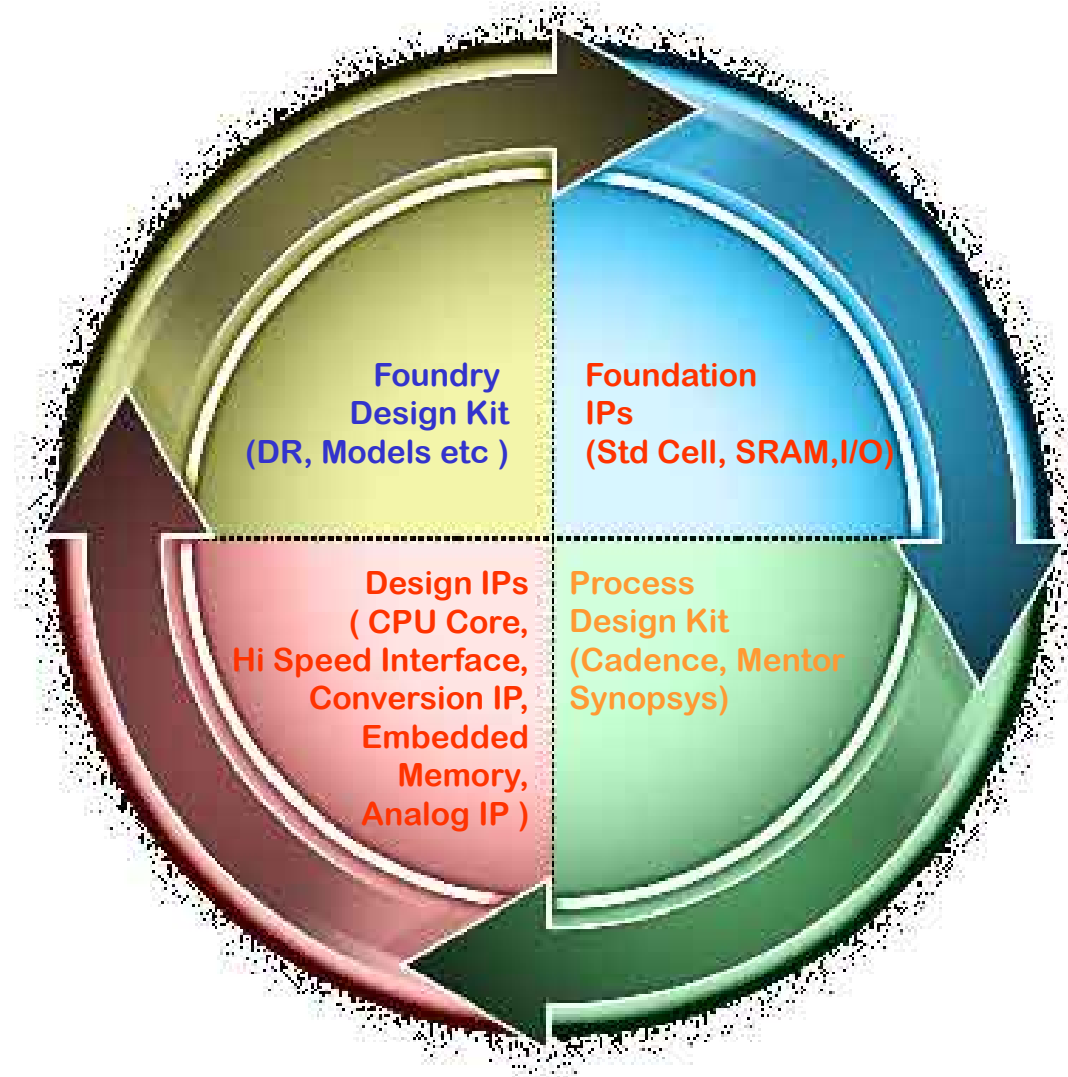 Foundry
Design Kit
(DR, Models etc )
Foundation
IPs
(Std Cell, SRAM,I/O)
Design IPs
( CPU Core,
Hi Speed Interface,
Conversion IP,
Embedded
Memory,
Analog IP )
Process
Design Kit
(Cadence, Mentor
Synopsys)